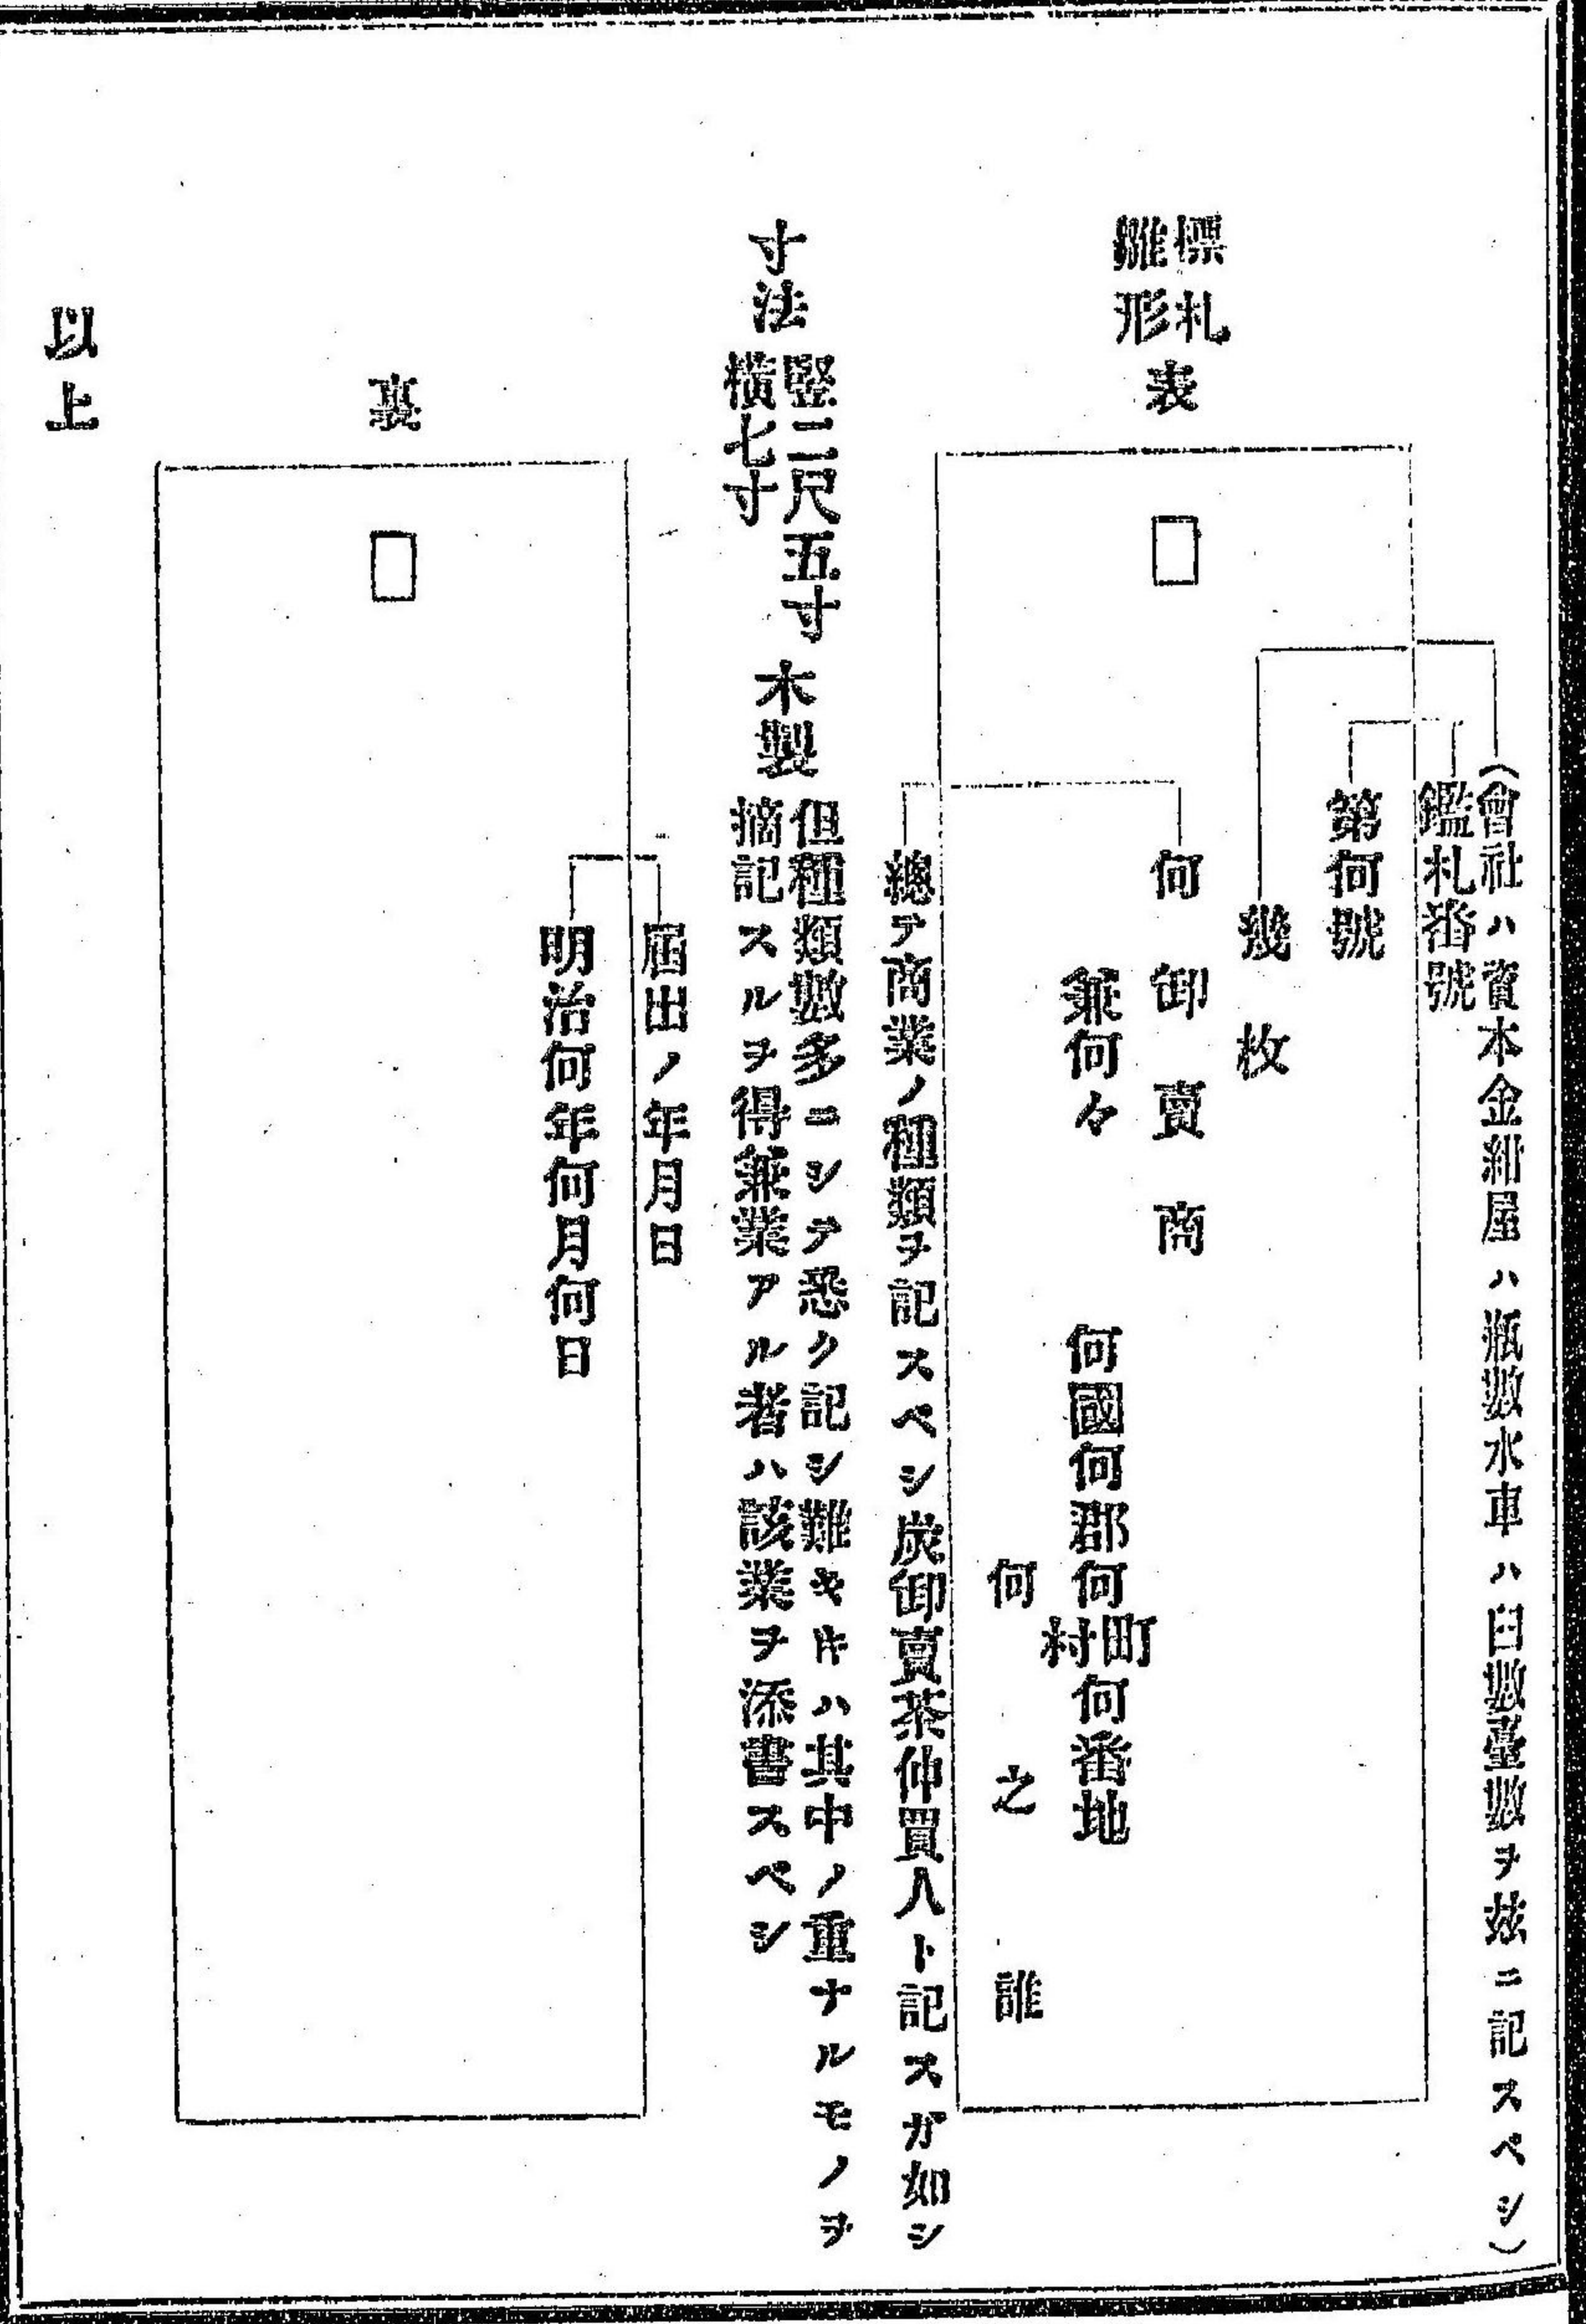 標札
雛形
表
(會社ハ資本金紺屋ハ瓶數水車ハ臼數臺數ヲ玆ニ記スベシ)
鑑札番號
第何號
幾枚
何卸賣商
兼何々
何國何郡何町村何番地
何之誰
總テ商業ノ種類ヲ記スベシ炭卸賣茶仲買人ト記スガ如シ
寸法
竪二尺五寸
橫七寸
木製
但種類數多ニシテ悉ク記シ難キ𪜈ハ其中ノ重ナルモノヲ
摘記スルヲ得兼業アル者ハ該業ヲ添書スベシ
裏
屆出ノ年月日
明治何年何月何日
以上